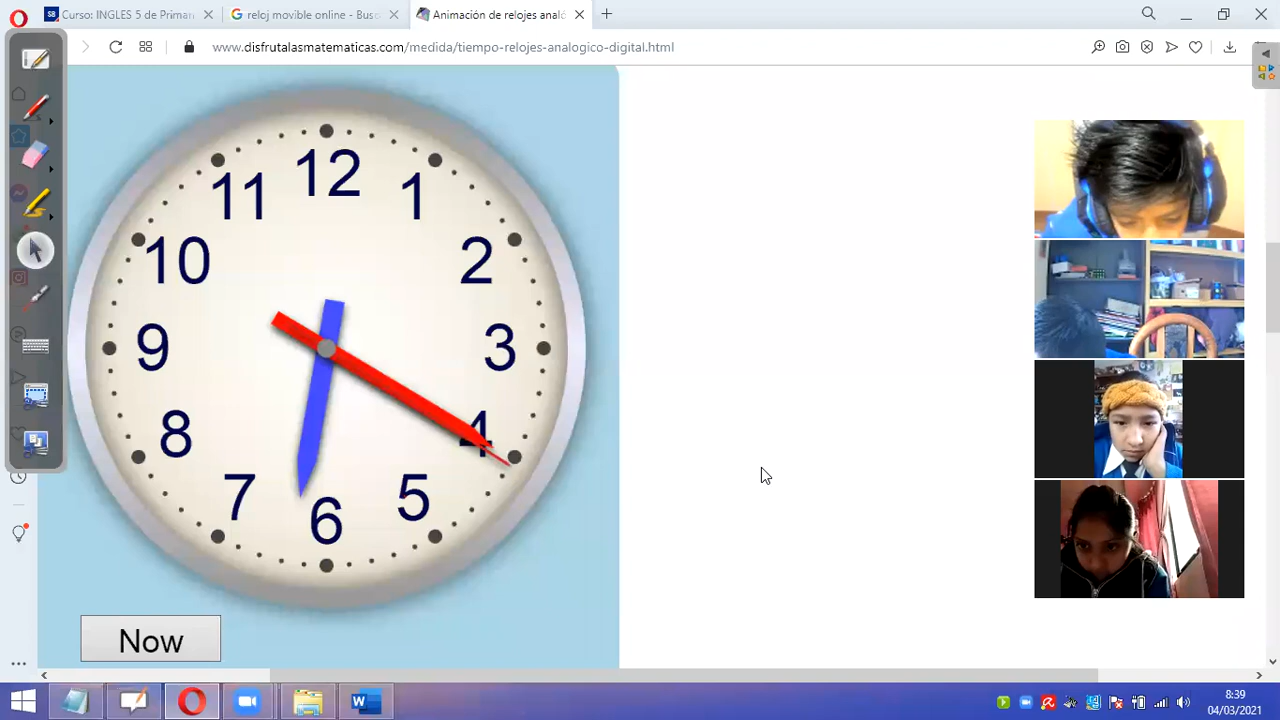 Curso: INGLES 5 de Primar
reloj movible online - Busc
Animación de relojes analó
www.disfrutalasmatematicas.com/medida/tiempo-relojes-analogico-digital.html
12
11
1
10
2
9
3
8
4
7
5
6
Now
8:39
04/03/2021